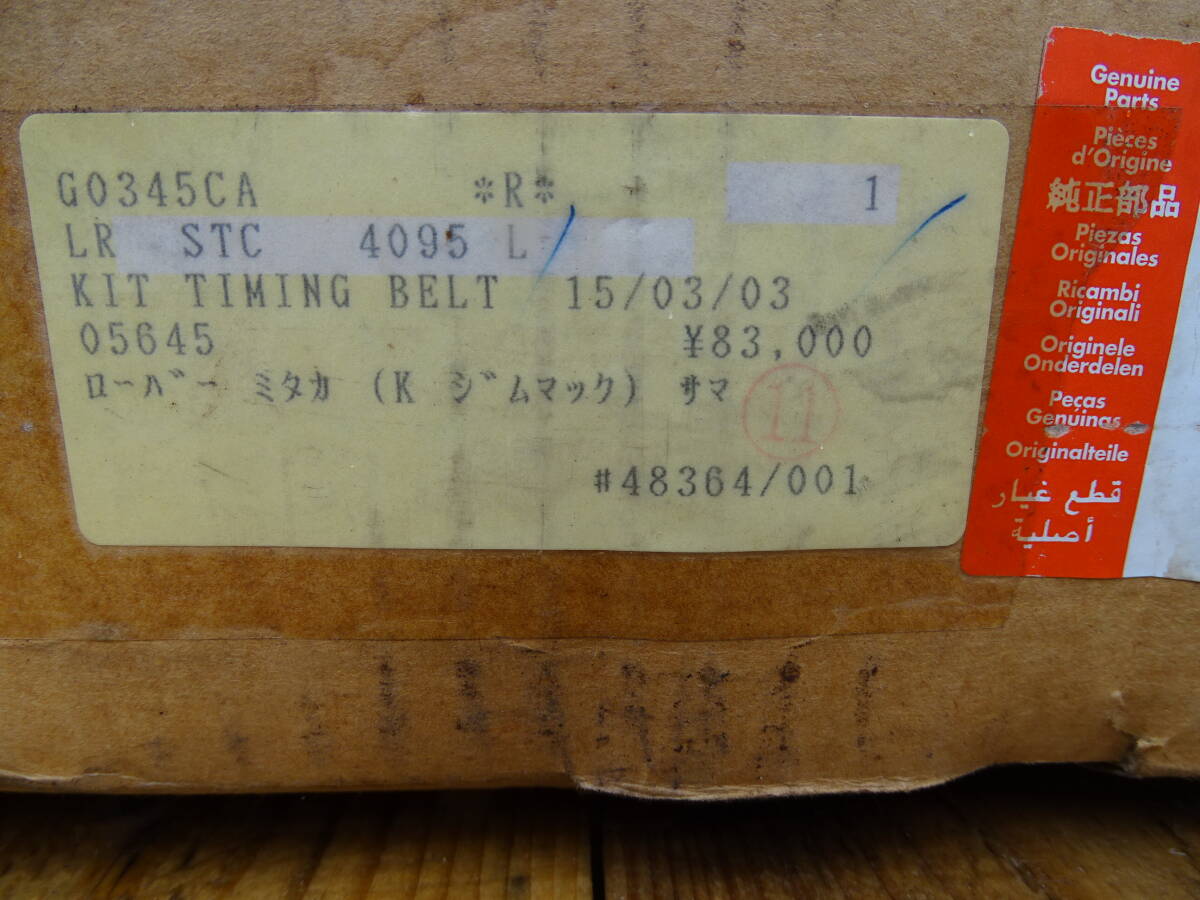 G0345CA *R* 1
LR STC 4095 L
KIT TIMING BELT 15/03/03
05645 ¥83,000
ローバー ミタカ (K ジムマック) サマ
11
#48364/001
Genuine
Parts
Pièces
d'Origine
純正部品
Piezas
Originales
Ricambi
Originali
Originele
Onderdelen
Peças
Genuinas
Originalteile
قطع غيار
أصلية